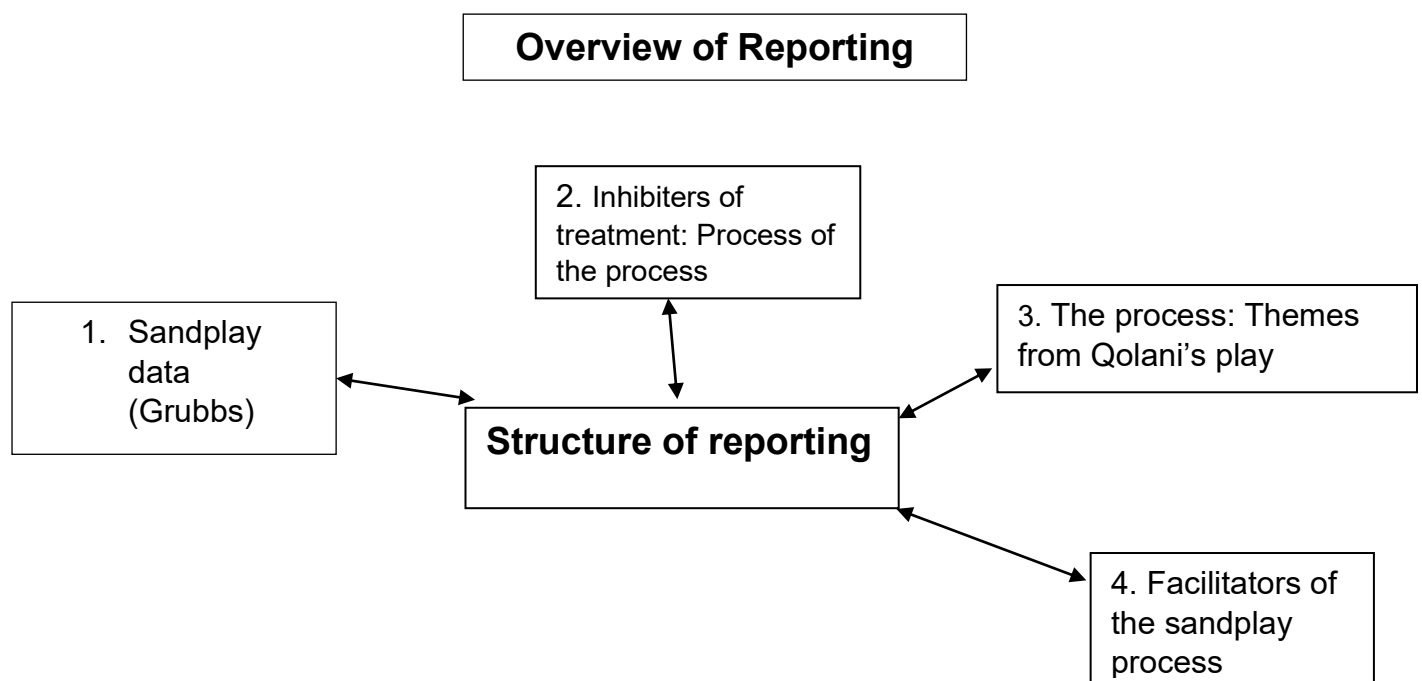 Overview of Reporting
2. Inhibiters of
treatment: Process of
the process
1. Sandplay
data
(Grubbs)
3. The process: Themes
from Qolani’s play
Structure of reporting
4. Facilitators of
the sandplay
process